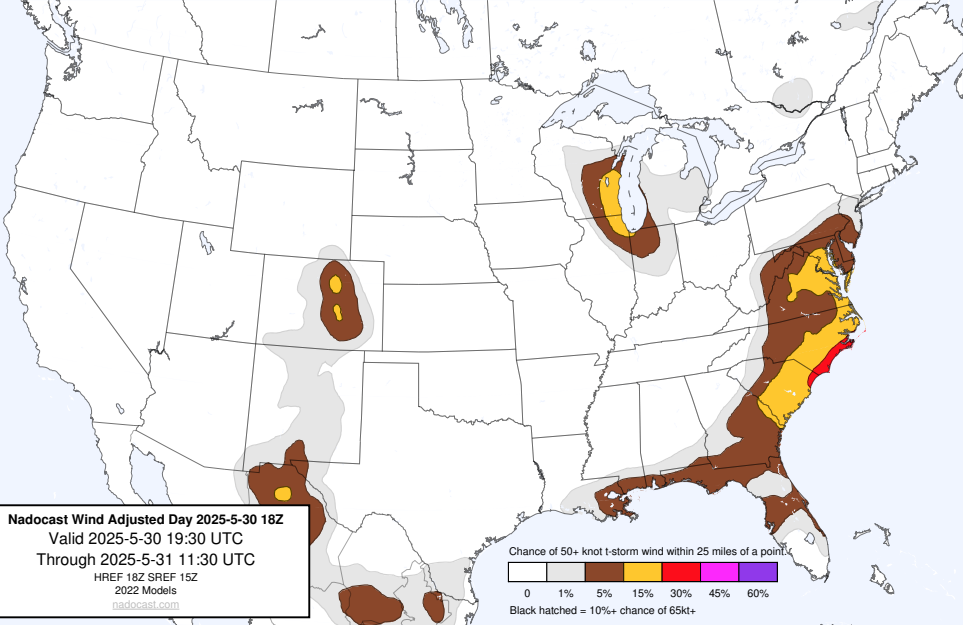 Nadocast Wind Adjusted Day 2025-5-30 18Z
Valid 2025-5-30 19:30 UTC
Through 2025-5-31 11:30 UTC
HREF 18Z SREF 15Z
2022 Models
nadocast.com
Chance of 50+ knot t-storm wind within 25 miles of a point.
0 1% 5% 15% 30% 45% 60%
Black hatched = 10%+ chance of 65kt+